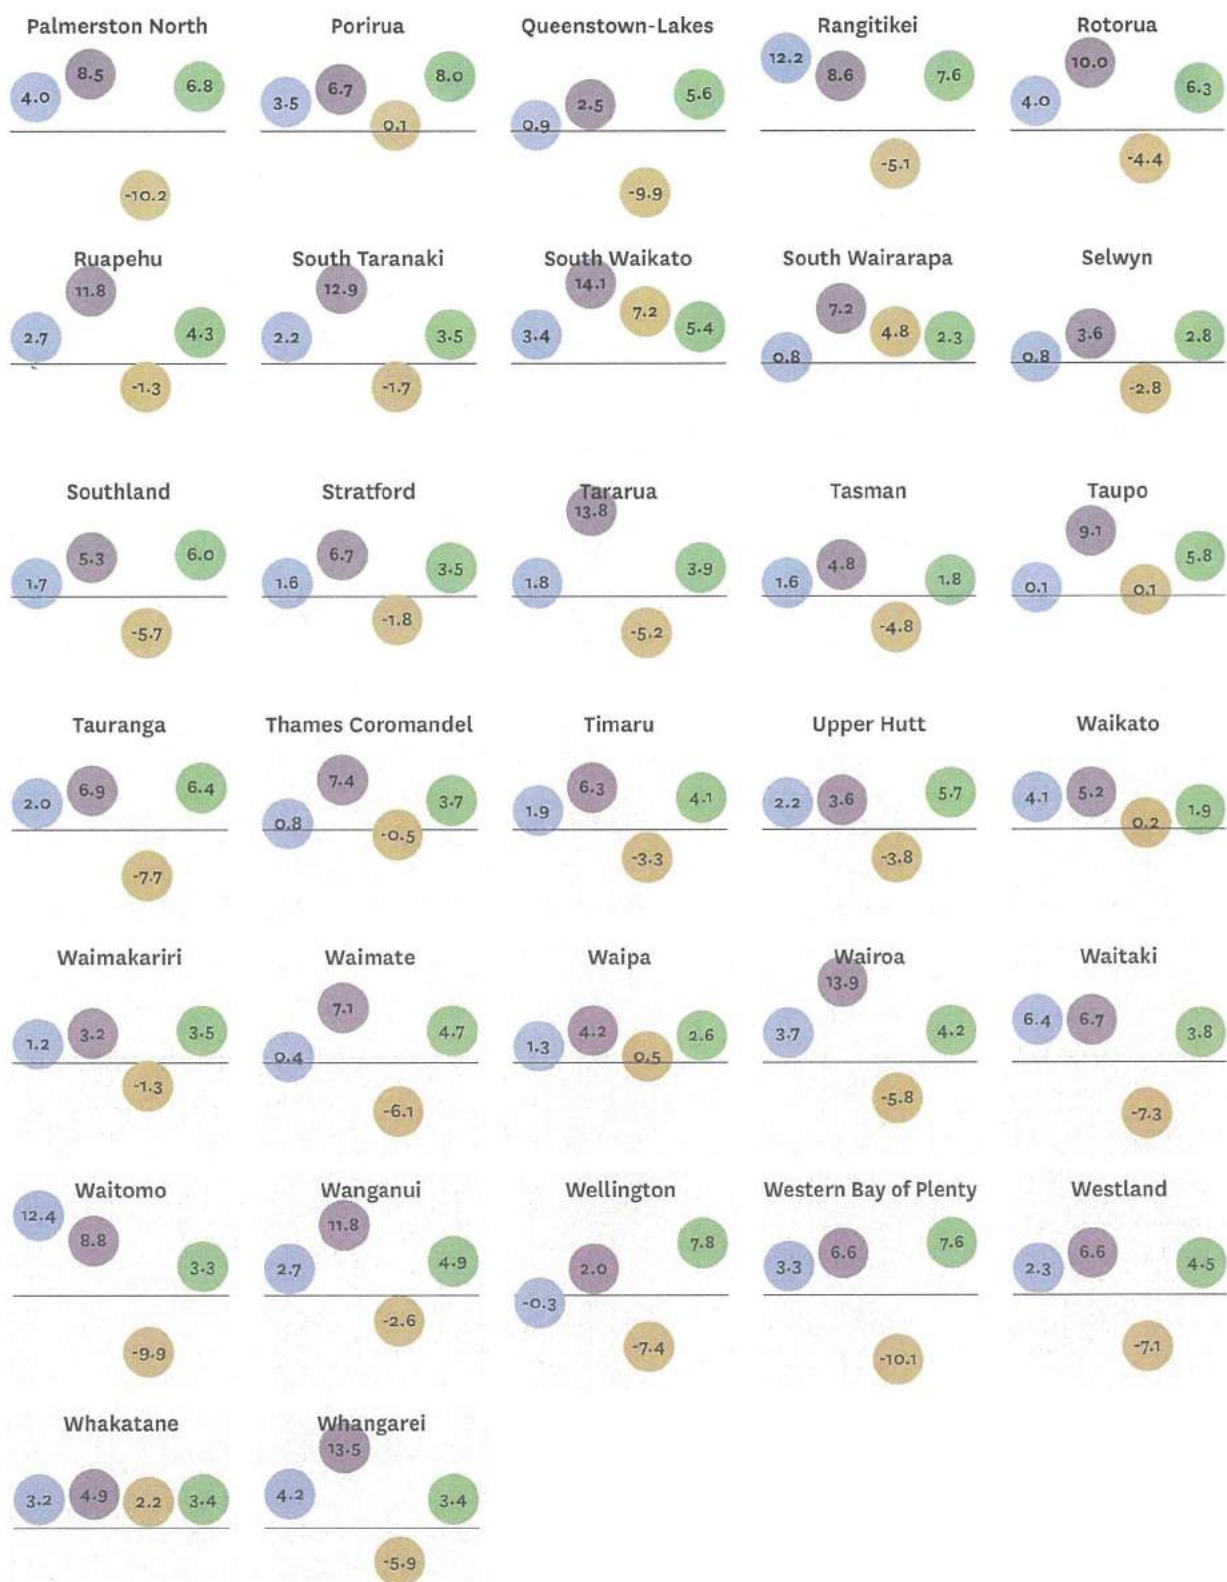 Palmerston North
4.0 8.5 -10.2 6.8
Porirua
3.5 6.7 0.1 8.0
Queenstown-Lakes
0.9 2.5 -9.9 5.6
Rangitikei
12.2 8.6 -5.1 7.6
Rotorua
4.0 10.0 -4.4 6.3
Ruapehu
2.7 11.8 -1.3 4.3
South Taranaki
2.2 12.9 -1.7 3.5
South Waikato
3.4 14.1 7.2 5.4
South Wairarapa
0.8 7.2 4.8 2.3
Selwyn
0.8 3.6 -2.8 2.8
Southland
1.7 5.3 -5.7 6.0
Stratford
1.6 6.7 -1.8 3.5
Tararua
1.8 13.8 -5.2 3.9
Tasman
1.6 4.8 -4.8 1.8
Taupo
0.1 9.1 0.1 5.8
Tauranga
2.0 6.9 -7.7 6.4
Thames Coromandel
0.8 7.4 -0.5 3.7
Timaru
1.9 6.3 -3.3 4.1
Upper Hutt
2.2 3.6 -3.8 5.7
Waikato
4.1 5.2 0.2 1.9
Waimakariri
1.2 3.2 -1.3 3.5
Waimate
0.4 7.1 -6.1 4.7
Waipa
1.3 4.2 0.5 2.6
Wairoa
3.7 13.9 -5.8 4.2
Waitaki
6.4 6.7 -7.3 3.8
Waitomo
12.4 8.8 -9.9 3.3
Wanganui
2.7 11.8 -2.6 4.9
Wellington
-0.3 2.0 -7.4 7.8
Western Bay of Plenty
3.3 6.6 -10.1 7.6
Westland
2.3 6.6 -7.1 4.5
Whakatane
3.2 4.9 2.2 3.4
Whangarei
4.2 13.5 -5.9 3.4